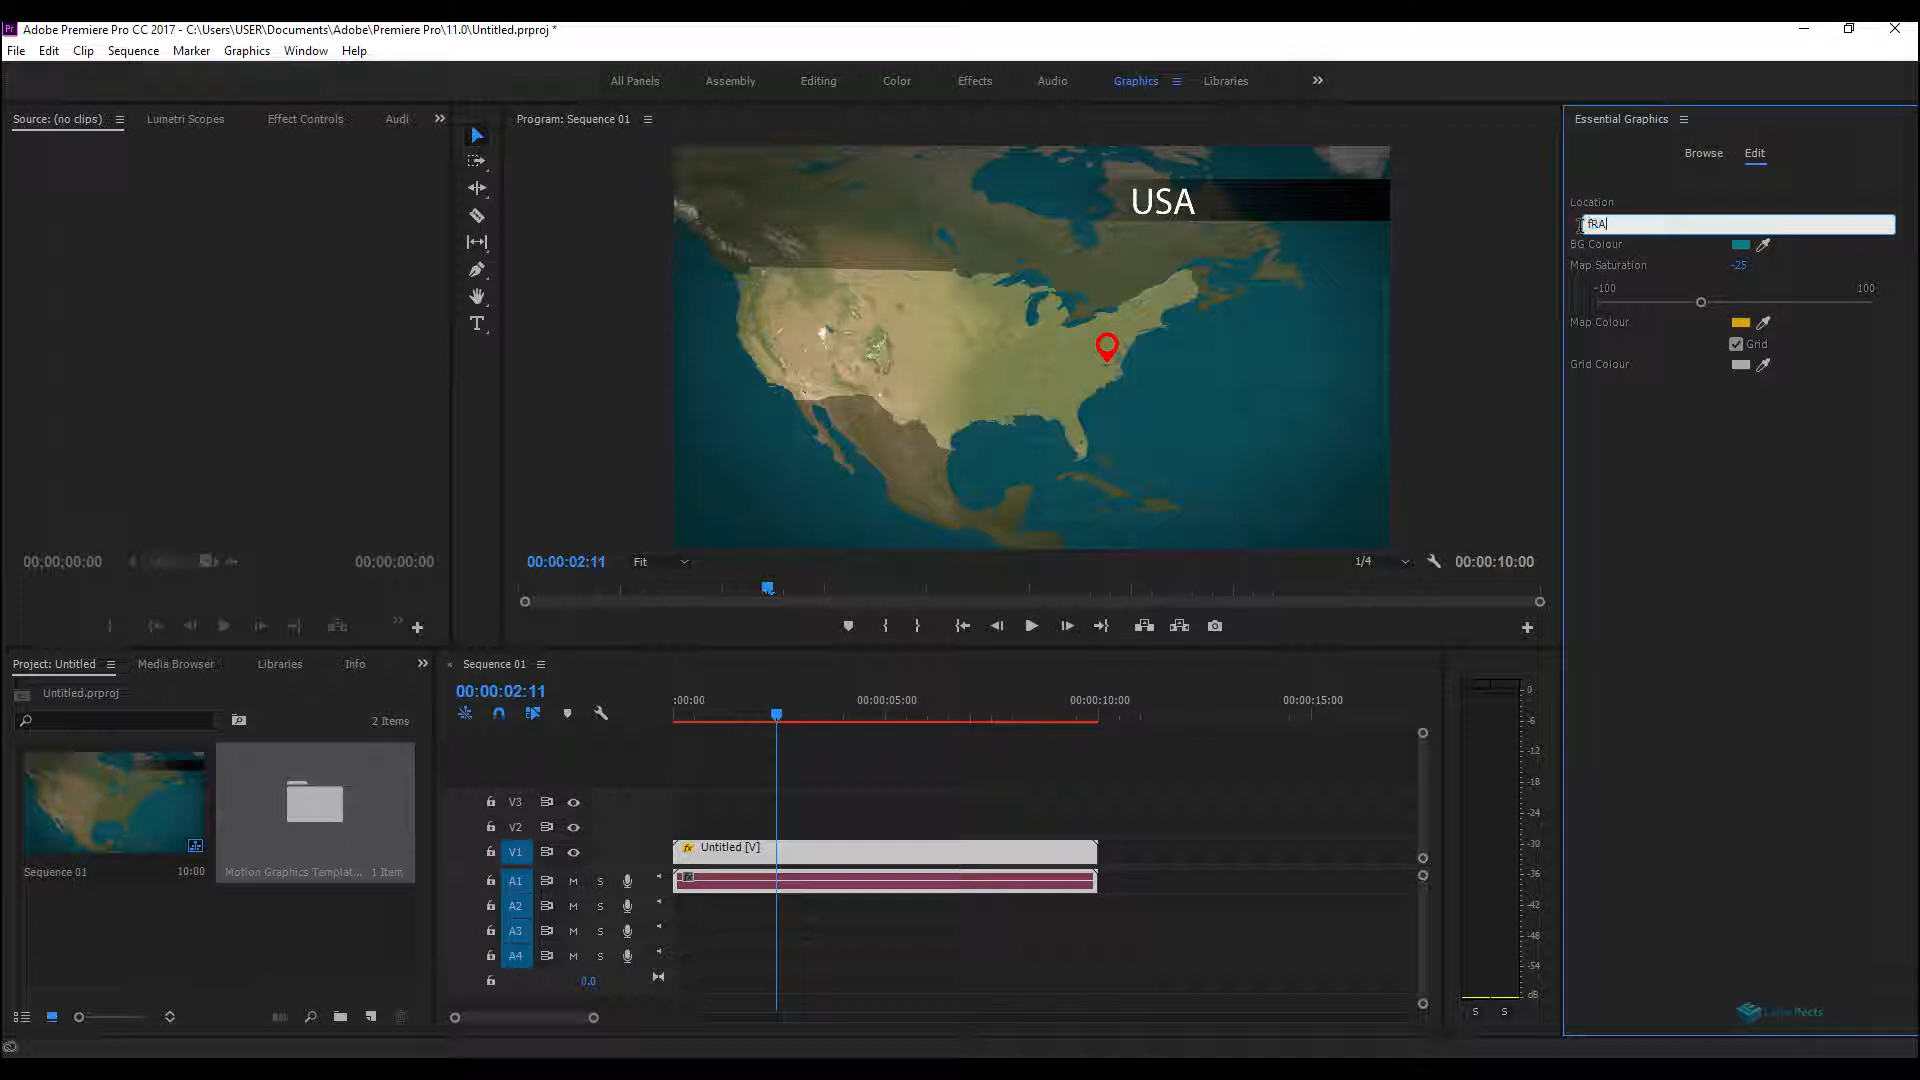 Adobe Premiere Pro CC 2017 - C:\Users\USER\Documents\Adobe\Premiere Pro\11.0\Untitled.prproj *
File Edit Clip Sequence Marker Graphics Window Help
All Panels Assembly Editing Color Effects Audio Graphics Libraries
Source: (no clips) Lumetri Scopes Effect Controls Audi
Program: Sequence 01
Essential Graphics
Browse Edit
USA
Location
fRA
BG Colour
Map Saturation -25
-100 100
Map Colour
Grid
Grid Colour
00;00;00;00 00;00;00;00
00:00:02:11 Fit 1/4 00:00:10:00
Project: Untitled Media Browser Libraries Info
Untitled.prproj
2 Items
Sequence 01 10:00
Motion Graphics Templat... 1 Item
Sequence 01
00:00:02:11
:00:00 00:00:05:00 00:00:10:00 00:00:15:00
V3
V2
V1 Untitled [V]
A1 M S
A2 M S
A3 M S
A4 M S
0.0
0
-6
-12
-18
-24
-30
-36
-42
-48
-54
dB
S S